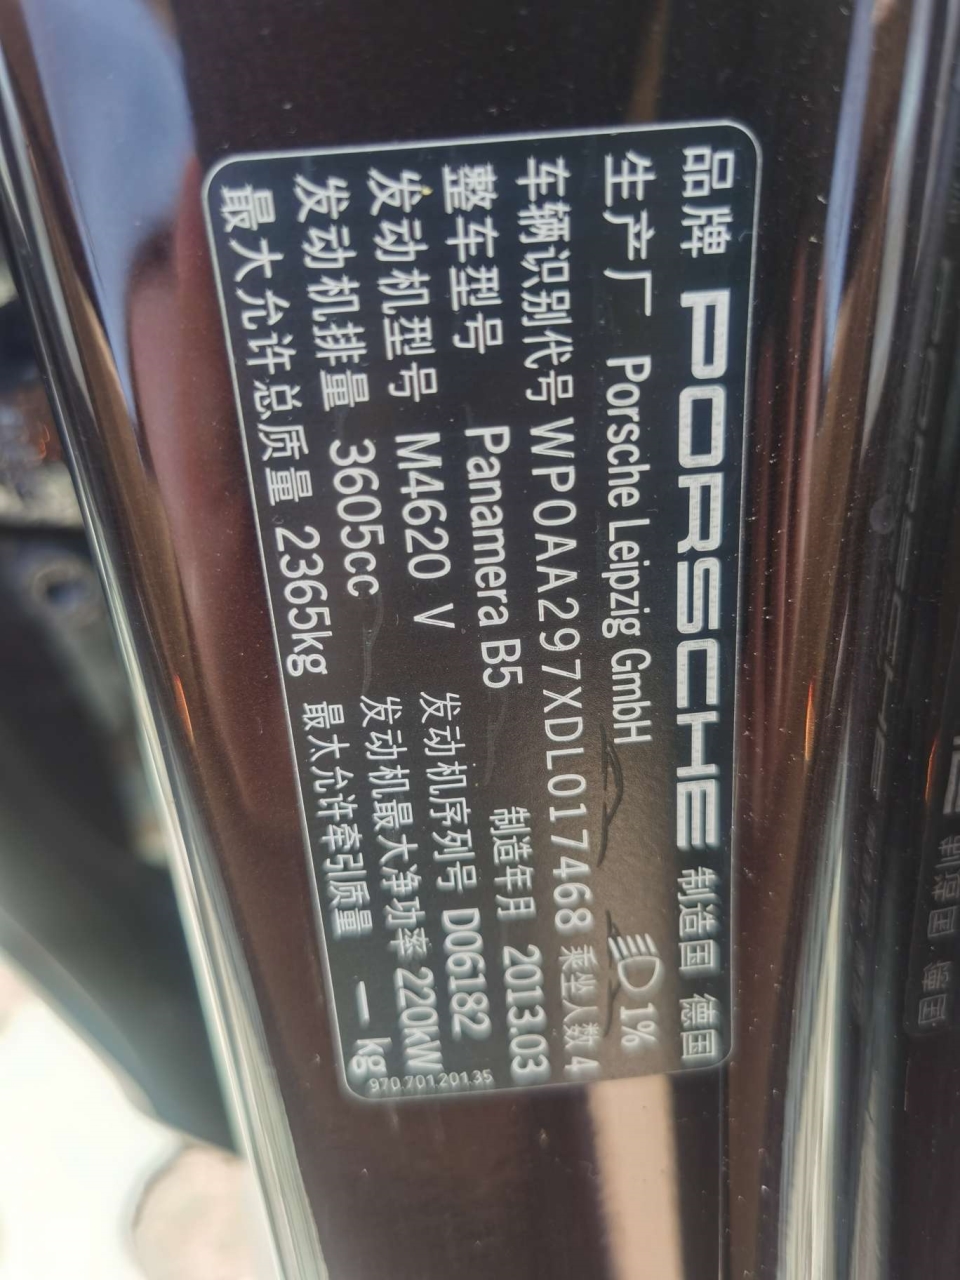 品牌 PORSCHE 制造国 德国
生产厂 Porsche Leipzig GmbH 1%
车辆识别代号 WP0AA297XDL017468 乘坐人数 4
整车型号 Panamera B5 制造年月 2013.03
发动机型号 M4620 V 发动机序列号 D06182
发动机排量 3605cc 发动机最大净功率 220kW
最大允许总质量 2365kg 最大允许牵引质量 — kg
970.701.201.35